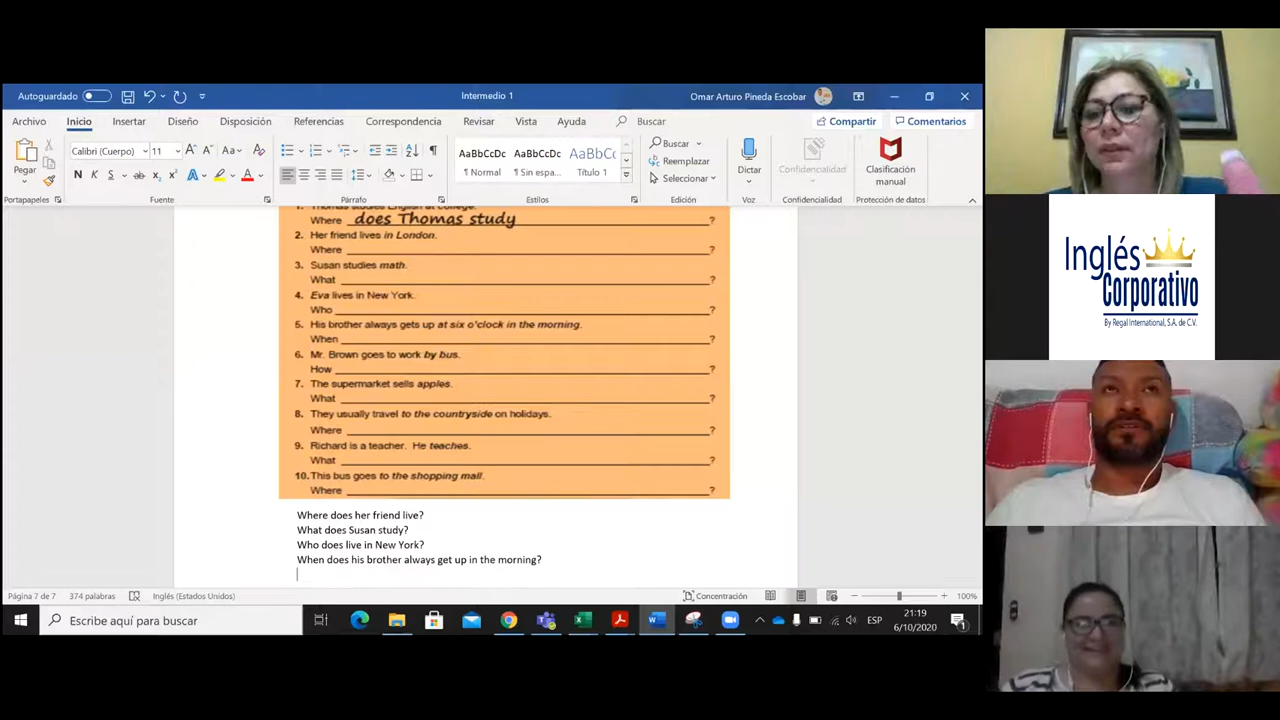 Autoguardado
Intermedio 1
Omar Arturo Pineda Escobar
Archivo Inicio Insertar Diseño Disposición Referencias Correspondencia Revisar Vista Ayuda Buscar
Compartir Comentarios
Pegar
Calibri (Cuerpo) 11
AaBbCcDc AaBbCcDc AaBbC
Normal Sin espa... Título 1
Buscar
Reemplazar
Seleccionar
Dictar
Confidencialidad
Clasificación manual
Portapapeles Fuente Párrafo Estilos Edición Voz Confidencialidad Protección de datos
1. Thomas studies English at college.
Where does Thomas study ?
2. Her friend lives in London.
Where ?
3. Susan studies math.
What ?
4. Eva lives in New York.
Who ?
5. His brother always gets up at six o'clock in the morning.
When ?
6. Mr. Brown goes to work by bus.
How ?
7. The supermarket sells apples.
What ?
8. They usually travel to the countryside on holidays.
Where ?
9. Richard is a teacher. He teaches.
What ?
10. This bus goes to the shopping mall.
Where ?
Where does her friend live?
What does Susan study?
Who does live in New York?
When does his brother always get up in the morning?
Página 7 de 7 374 palabras Inglés (Estados Unidos)
Concentración
100%
Escribe aquí para buscar
ESP
21:19
6/10/2020
Inglés
Corporativo
By Regal International, S.A. de C.V.